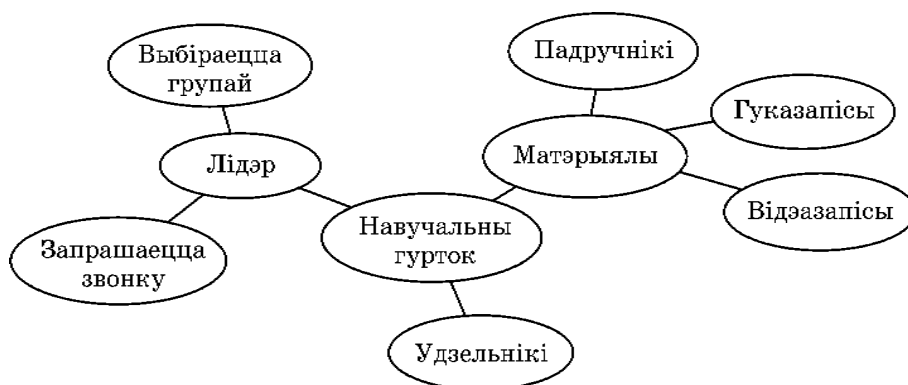 Выбіраецца
групай
Лідэр
Запрашаецца
звонку
Навучальны
гурток
Удзельнікі
Матэрыялы
Падручнікі
Гуказапісы
Відэазапісы